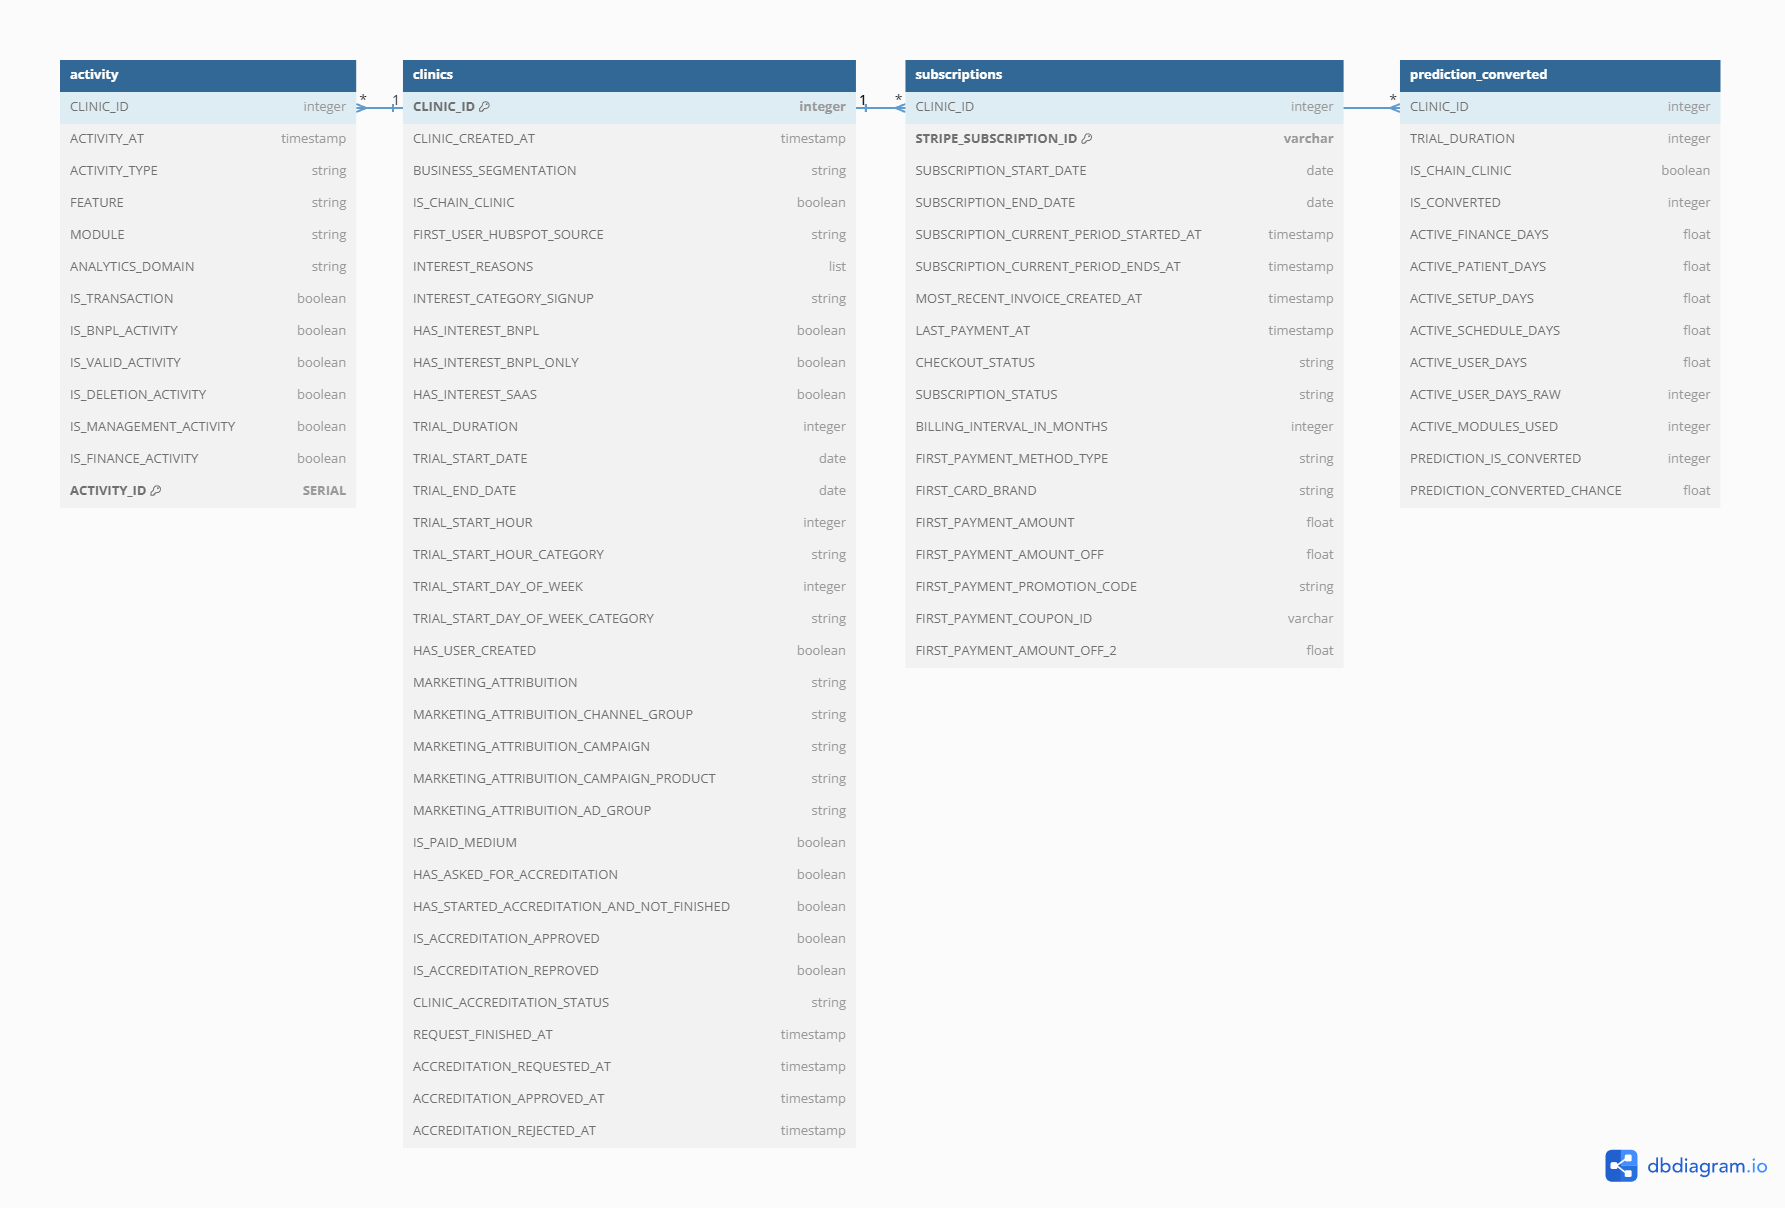 activity
CLINIC_ID integer
ACTIVITY_AT timestamp
ACTIVITY_TYPE string
FEATURE string
MODULE string
ANALYTICS_DOMAIN string
IS_TRANSACTION boolean
IS_BNPL_ACTIVITY boolean
IS_VALID_ACTIVITY boolean
IS_DELETION_ACTIVITY boolean
IS_MANAGEMENT_ACTIVITY boolean
IS_FINANCE_ACTIVITY boolean
ACTIVITY_ID SERIAL
* 1
clinics
CLINIC_ID integer
CLINIC_CREATED_AT timestamp
BUSINESS_SEGMENTATION string
IS_CHAIN_CLINIC boolean
FIRST_USER_HUBSPOT_SOURCE string
INTEREST_REASONS list
INTEREST_CATEGORY_SIGNUP string
HAS_INTEREST_BNPL boolean
HAS_INTEREST_BNPL_ONLY boolean
HAS_INTEREST_SAAS boolean
TRIAL_DURATION integer
TRIAL_START_DATE date
TRIAL_END_DATE date
TRIAL_START_HOUR integer
TRIAL_START_HOUR_CATEGORY string
TRIAL_START_DAY_OF_WEEK integer
TRIAL_START_DAY_OF_WEEK_CATEGORY string
HAS_USER_CREATED boolean
MARKETING_ATTRIBUITION string
MARKETING_ATTRIBUITION_CHANNEL_GROUP string
MARKETING_ATTRIBUITION_CAMPAIGN string
MARKETING_ATTRIBUITION_CAMPAIGN_PRODUCT string
MARKETING_ATTRIBUITION_AD_GROUP string
IS_PAID_MEDIUM boolean
HAS_ASKED_FOR_ACCREDITATION boolean
HAS_STARTED_ACCREDITATION_AND_NOT_FINISHED boolean
IS_ACCREDITATION_APPROVED boolean
IS_ACCREDITATION_REPROVED boolean
CLINIC_ACCREDITATION_STATUS string
REQUEST_FINISHED_AT timestamp
ACCREDITATION_REQUESTED_AT timestamp
ACCREDITATION_APPROVED_AT timestamp
ACCREDITATION_REJECTED_AT timestamp
1 *
subscriptions
CLINIC_ID integer
STRIPE_SUBSCRIPTION_ID varchar
SUBSCRIPTION_START_DATE date
SUBSCRIPTION_END_DATE date
SUBSCRIPTION_CURRENT_PERIOD_STARTED_AT timestamp
SUBSCRIPTION_CURRENT_PERIOD_ENDS_AT timestamp
MOST_RECENT_INVOICE_CREATED_AT timestamp
LAST_PAYMENT_AT timestamp
CHECKOUT_STATUS string
SUBSCRIPTION_STATUS string
BILLING_INTERVAL_IN_MONTHS integer
FIRST_PAYMENT_METHOD_TYPE string
FIRST_CARD_BRAND string
FIRST_PAYMENT_AMOUNT float
FIRST_PAYMENT_AMOUNT_OFF float
FIRST_PAYMENT_PROMOTION_CODE string
FIRST_PAYMENT_COUPON_ID varchar
FIRST_PAYMENT_AMOUNT_OFF_2 float
*
prediction_converted
CLINIC_ID integer
TRIAL_DURATION integer
IS_CHAIN_CLINIC boolean
IS_CONVERTED integer
ACTIVE_FINANCE_DAYS float
ACTIVE_PATIENT_DAYS float
ACTIVE_SETUP_DAYS float
ACTIVE_SCHEDULE_DAYS float
ACTIVE_USER_DAYS float
ACTIVE_USER_DAYS_RAW integer
ACTIVE_MODULES_USED integer
PREDICTION_IS_CONVERTED integer
PREDICTION_CONVERTED_CHANCE float
dbdiagram.io